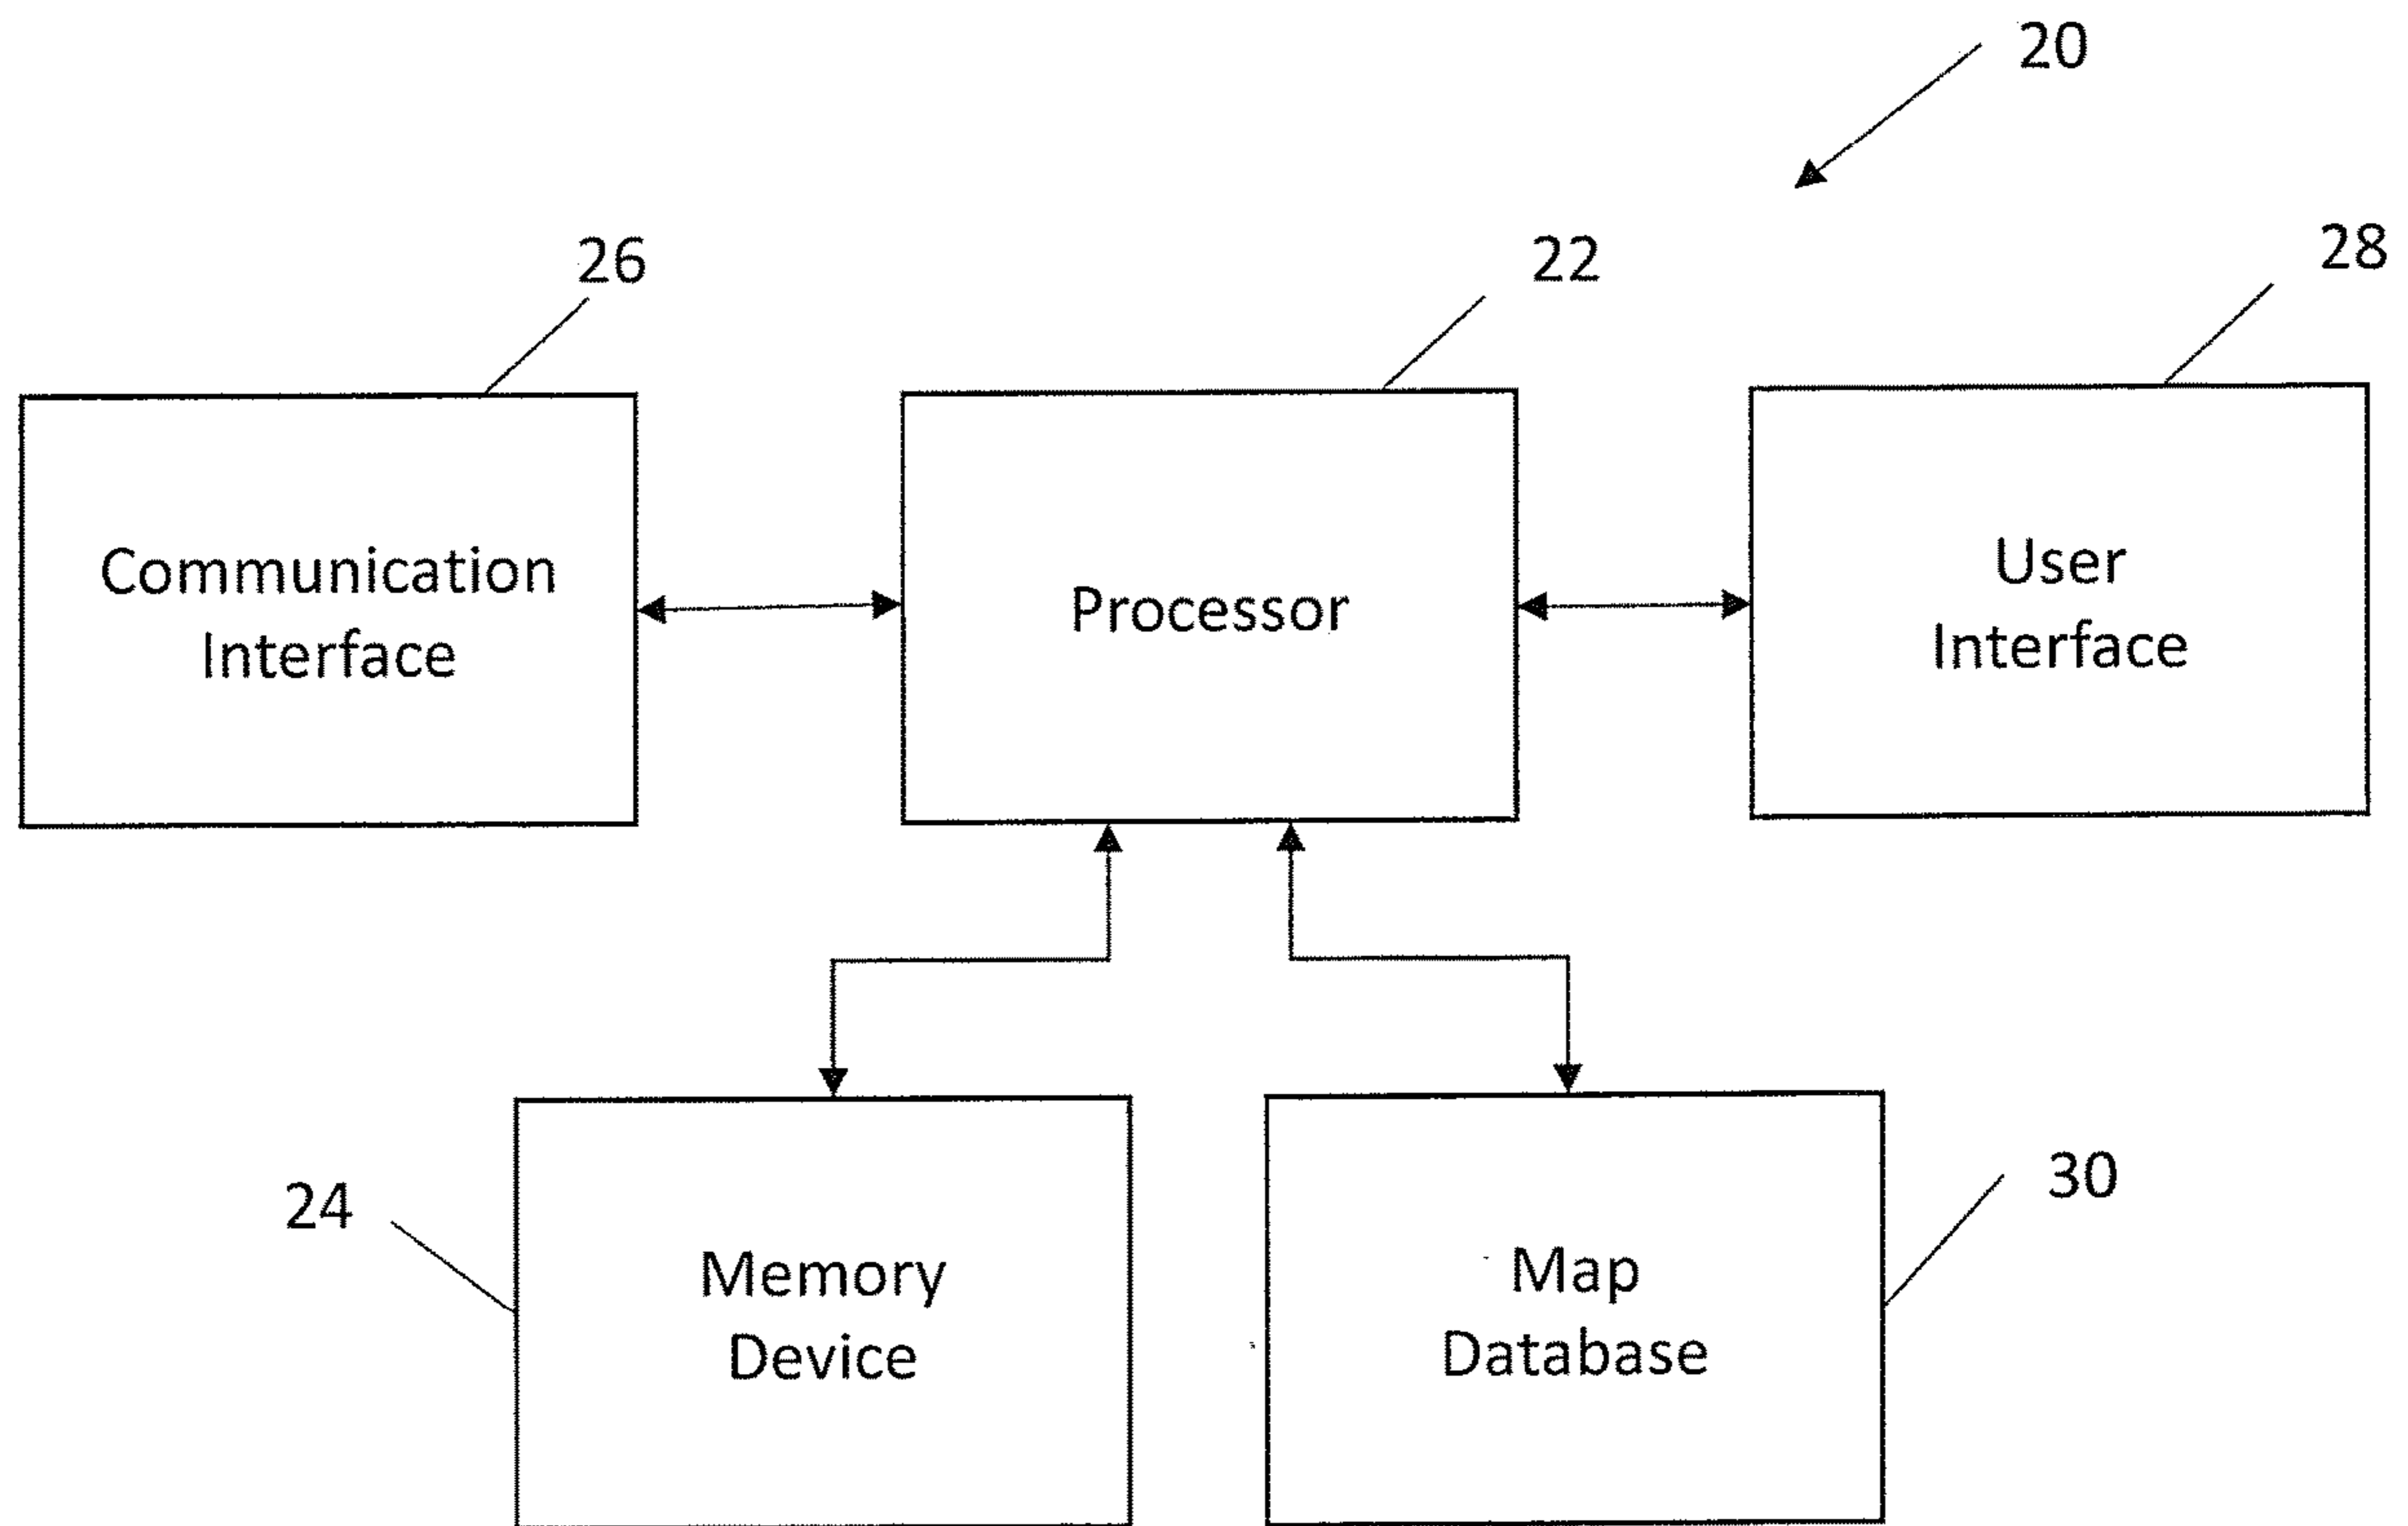 20
26
22
28
Communication
Interface
Processor
User
Interface
24
Memory
Device
Map
Database
30